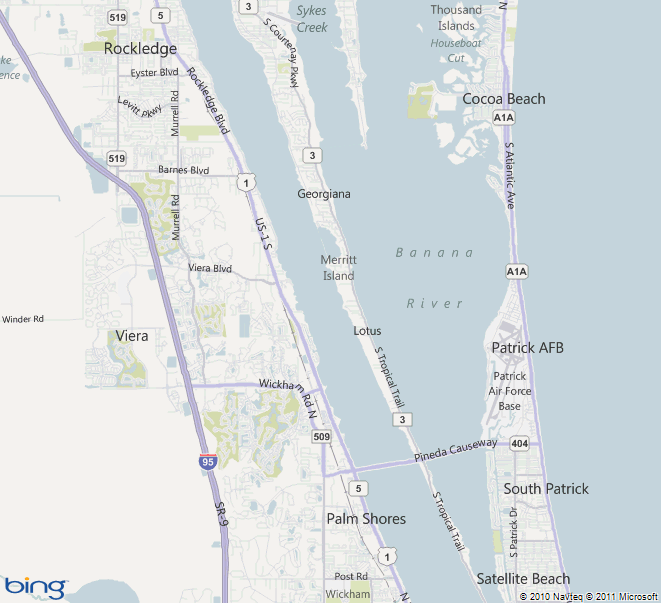 519
5
3
Sykes
Creek
Thousand
Islands
N
Rockledge
S Courtenay Pkwy
Houseboat
Cut
Eyster Blvd
Rockledge Blvd
Levitt Pkwy
Murrell Rd
Cocoa Beach
A1A
519
3
S Atlantic Ave
Barnes Blvd
1
Georgiana
Murrell Rd
US-1 S
Banana
Merritt
Island
Viera Blvd
A1A
River
Winder Rd
Viera
Lotus
Patrick AFB
S Tropical Trail
Patrick
Air Force
Base
Wickham Rd N
3
509
Pineda Causeway
404
95
5
South Patrick
SR-9
Palm Shores
S Tropical Trail
S Patrick Dr
1
Post Rd
Satellite Beach
Wickham
N
bing
© 2010 Navteq © 2011 Microsoft